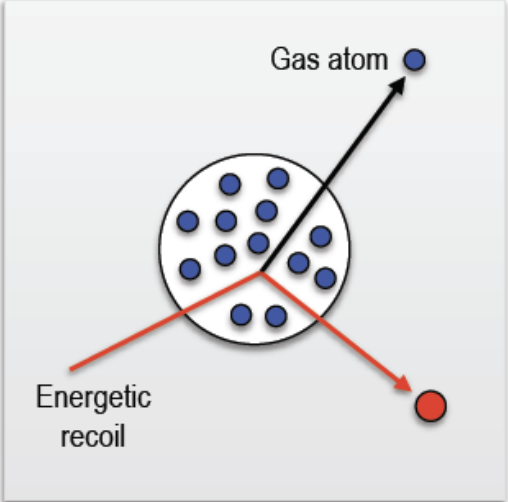 Gas atom
Energetic
recoil